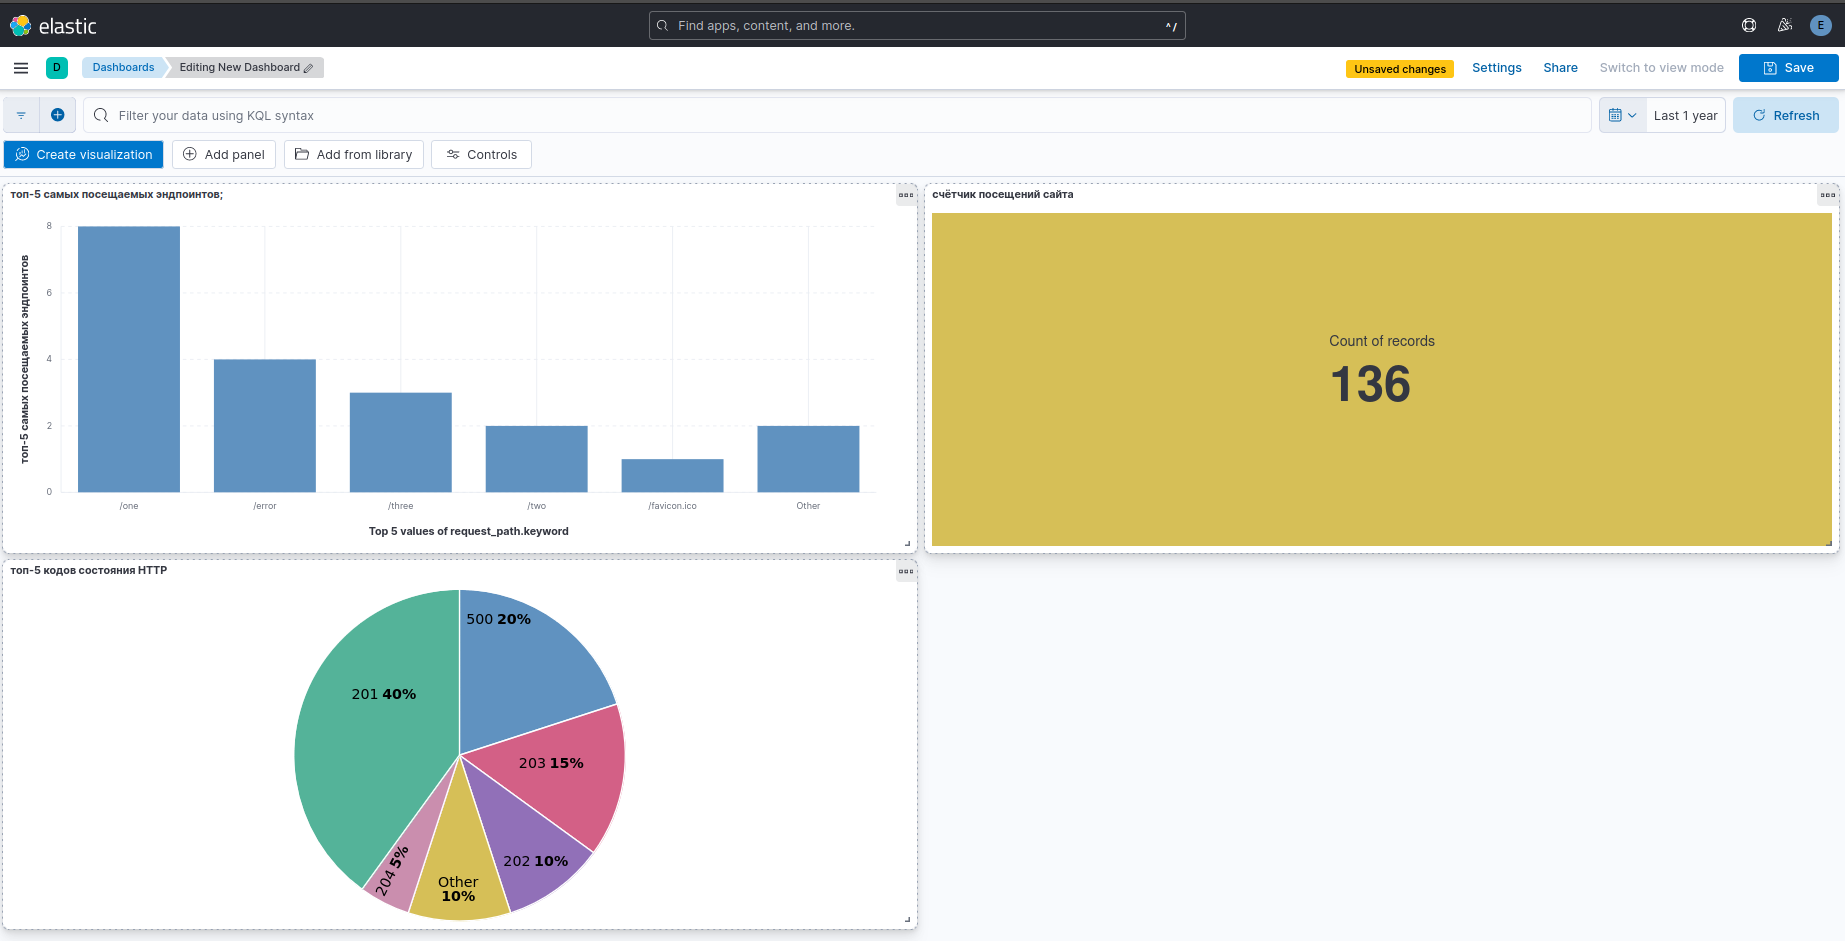 elastic
Find apps, content, and more.
^/
E
D
Dashboards
Editing New Dashboard
Unsaved changes
Settings
Share
Switch to view mode
Save
Filter your data using KQL syntax
Last 1 year
Refresh
Create visualization
Add panel
Add from library
Controls
топ-5 самых посещаемых эндпоинтов;
топ-5 самых посещаемых эндпоинтов
8
6
4
2
0
/one
/error
/three
/two
/favicon.ico
Other
Top 5 values of request_path.keyword
счётчик посещений сайта
Count of records
136
топ-5 кодов состояния HTTP
500 20%
201 40%
203 15%
202 10%
204 5%
Other
10%